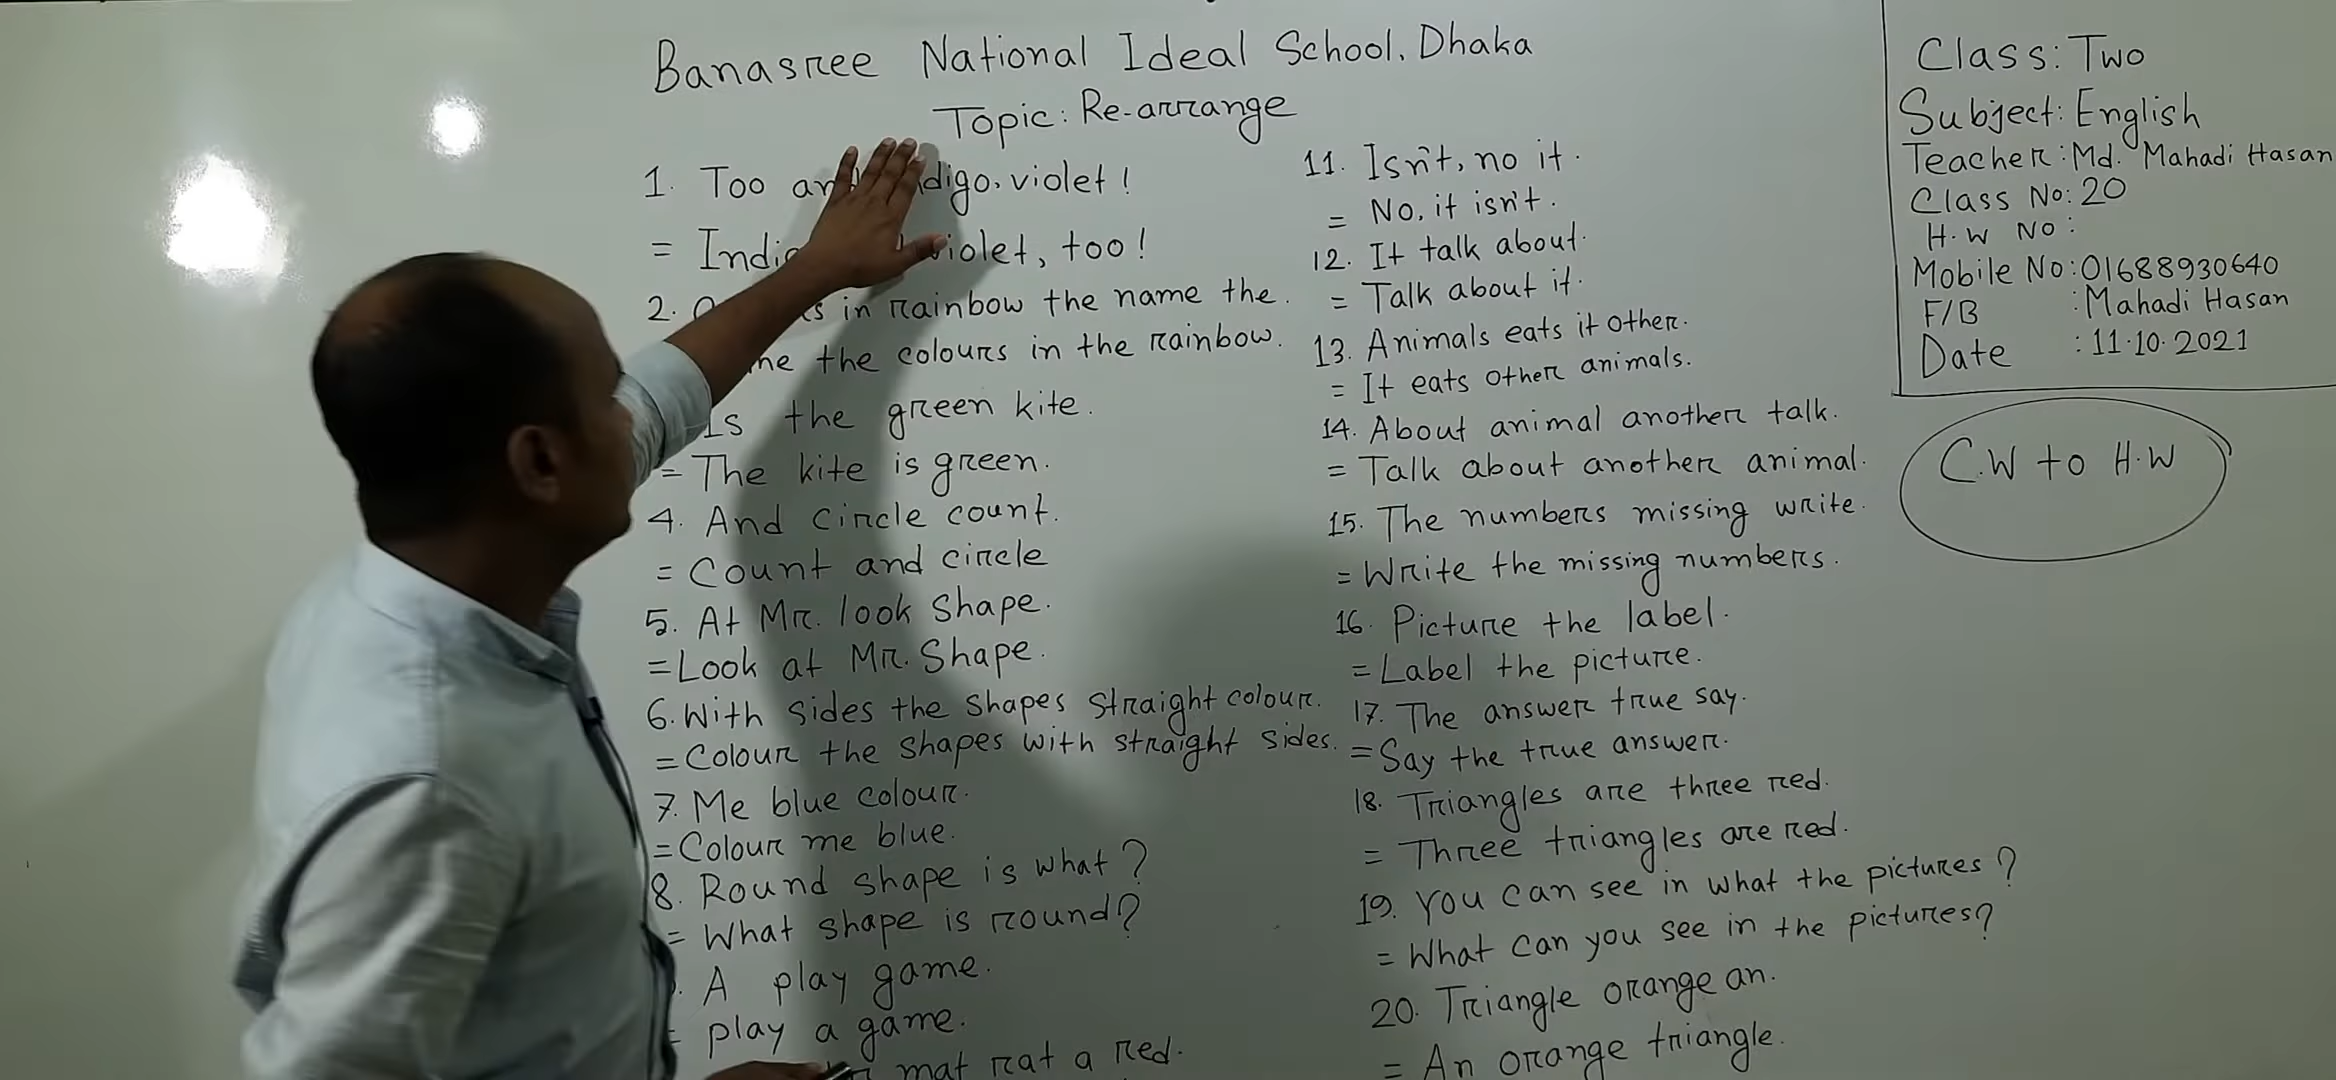 Banasree National Ideal School, Dhaka
Topic: Re-arrange
1. Too digo, violet!
= violet, too!
2. in rainbow the name the.
the colours in the rainbow.
Is the green kite.
= The kite is green.
4. And circle count.
= Count and circle
5. At Mr. look shape.
= Look at Mr. Shape.
6. With sides the shapes straight colour.
= Colour the shapes with straight sides.
7. Me blue colour.
= Colour me blue.
8. Round shape is what?
= What shape is round?
. A play game.
= play a game.
mat rat a red.
11. Isn't, no it.
= No, it isn't.
12. It talk about.
= Talk about it.
13. Animals eats it other.
= It eats other animals.
14. About animal another talk.
= Talk about another animal.
15. The numbers missing write.
= Write the missing numbers.
16. Picture the label.
= Label the picture.
17. The answer true say.
= Say the true answer.
18. Triangles are three red.
= Three triangles are red.
19. You can see in what the pictures?
= What can you see in the pictures?
20. Triangle orange an.
= An orange triangle.
Class: Two
Subject: English
Teacher: Md. Mahadi Hasan
Class No: 20
H.W No:
Mobile No: 01688930640
F/B : Mahadi Hasan
Date : 11.10.2021
C.W to H.W